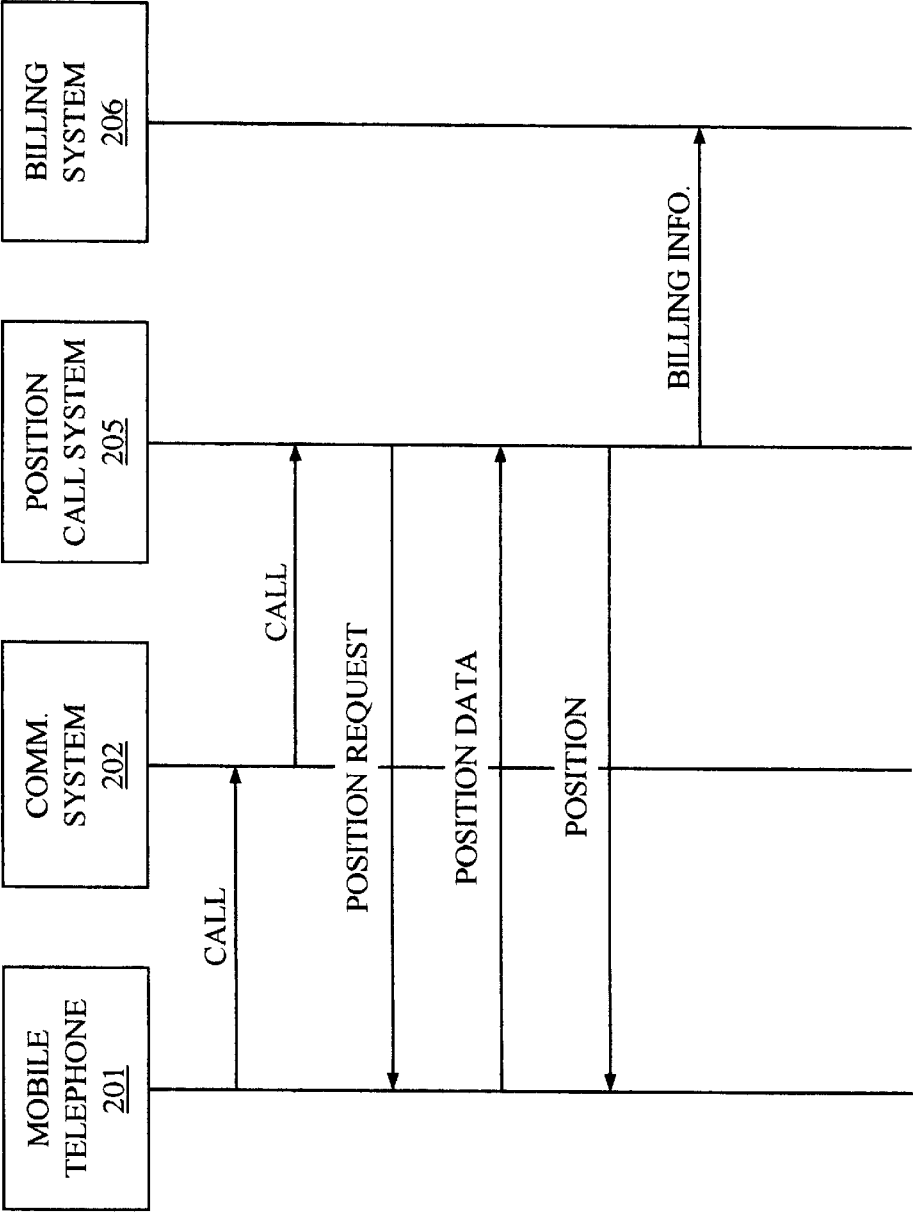 MOBILE
TELEPHONE
201
COMM.
SYSTEM
202
POSITION
CALL SYSTEM
205
BILLING
SYSTEM
206
CALL
CALL
POSITION REQUEST
POSITION DATA
POSITION
BILLING INFO.